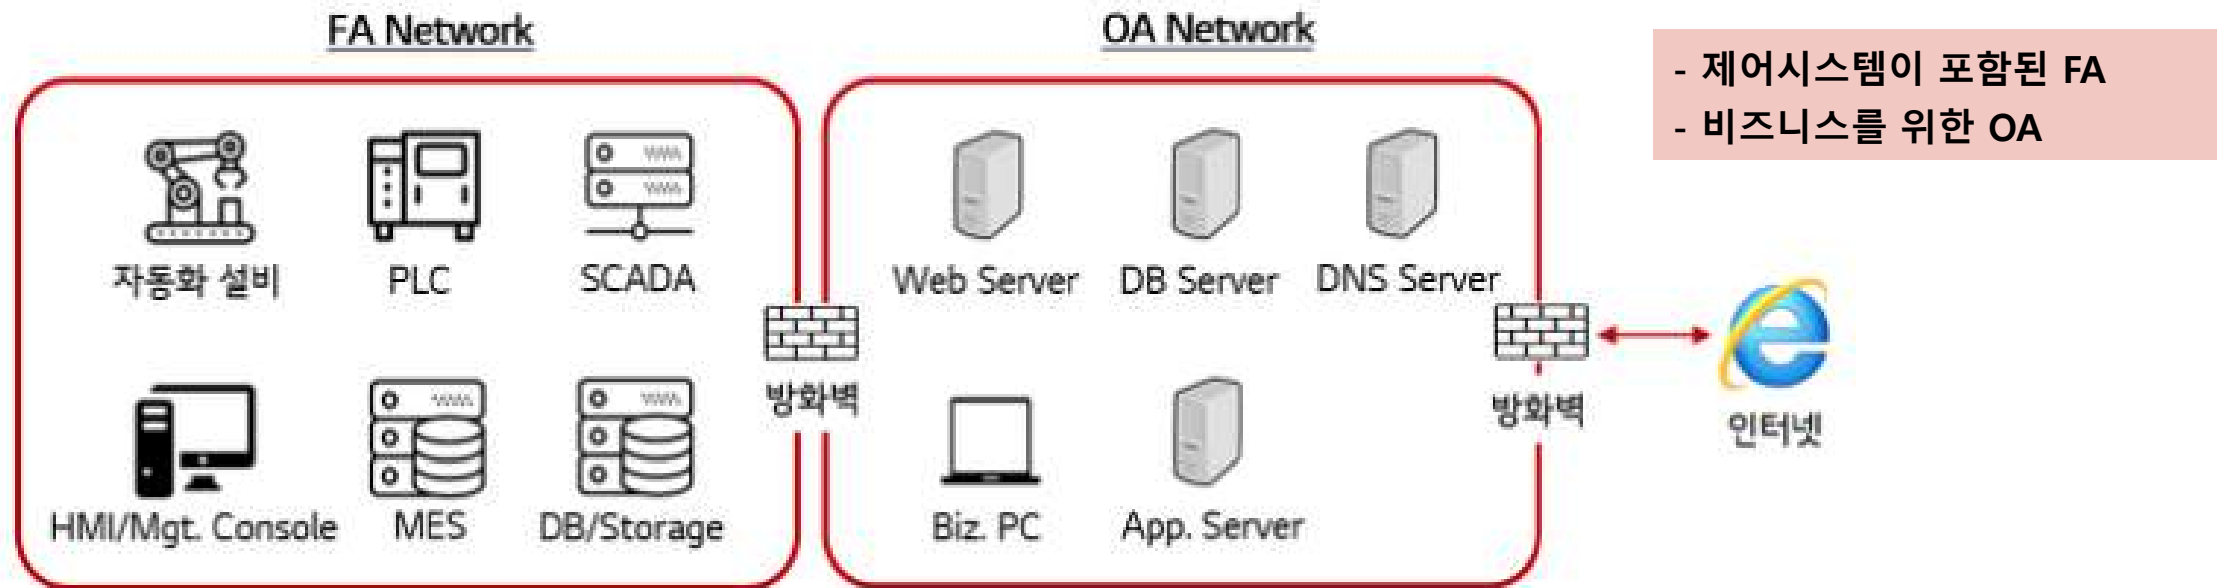 FA Network
OA Network
- 제어시스템이 포함된 FA
- 비즈니스를 위한 OA
자동화 설비
PLC
SCADA
Web Server
DB Server
DNS Server
방화벽
방화벽
인터넷
HMI/Mgt. Console
MES
DB/Storage
Biz. PC
App. Server